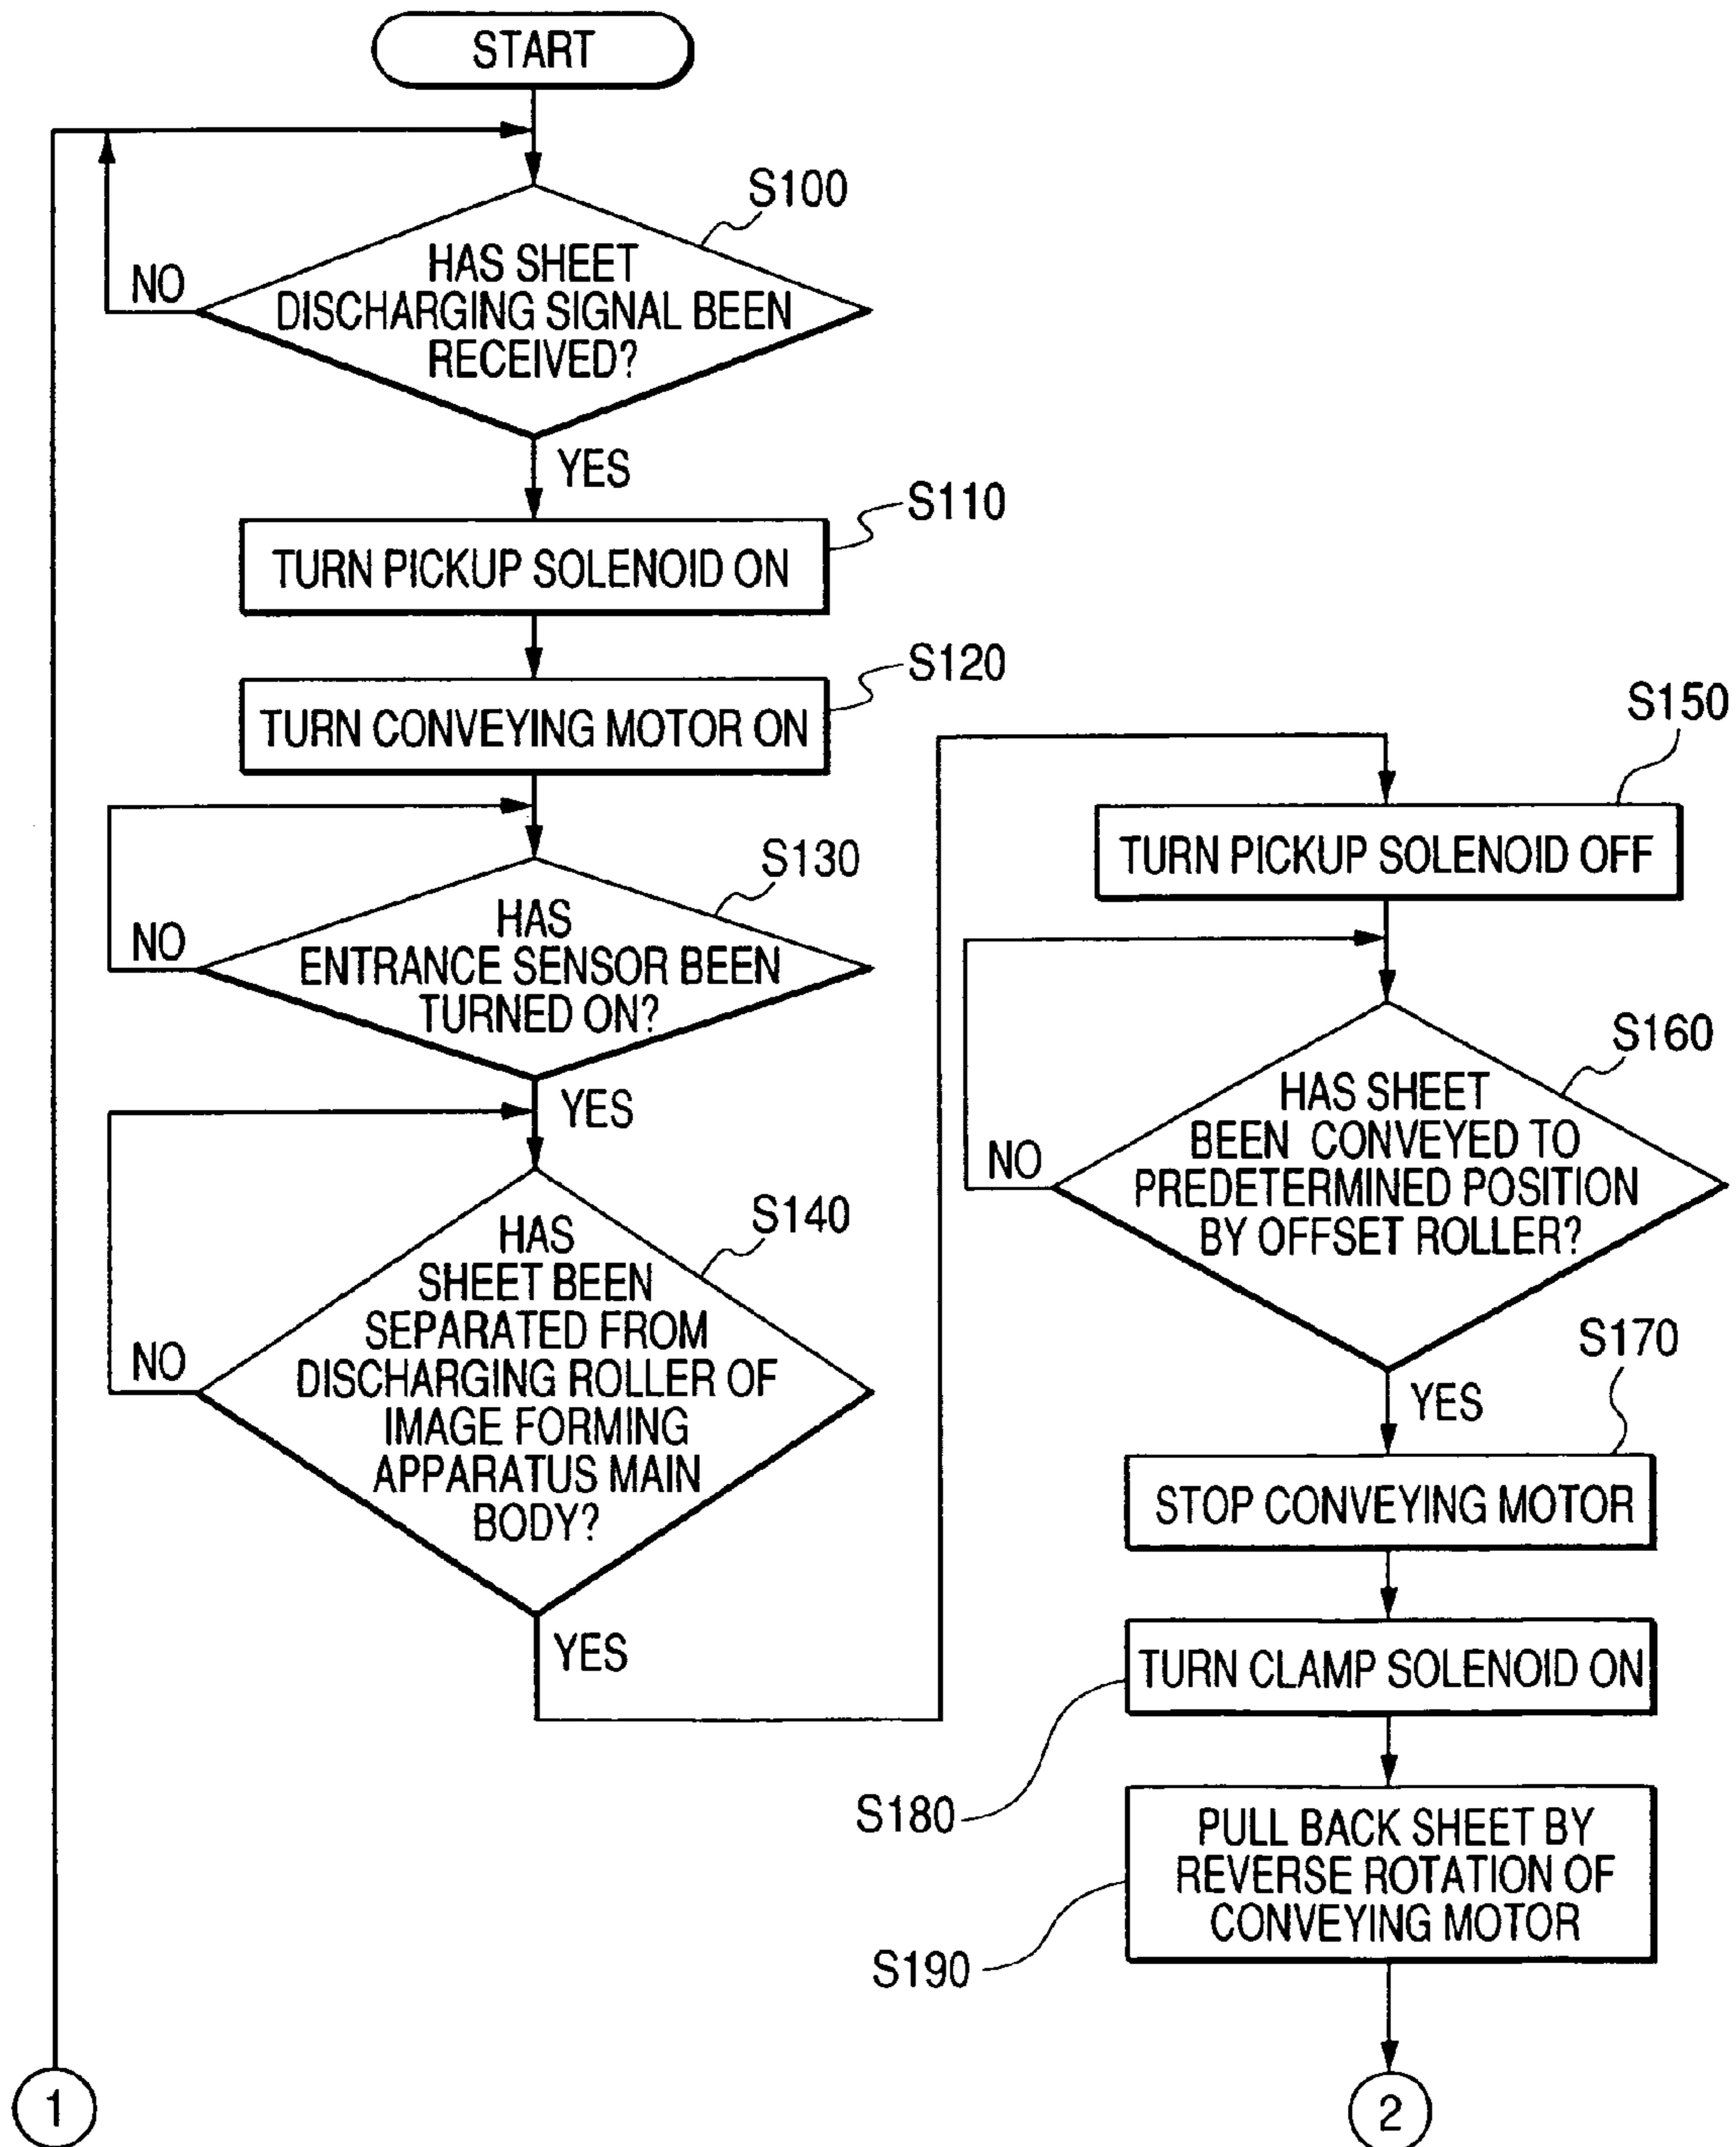 START
S100
HAS SHEET
DISCHARGING SIGNAL BEEN
RECEIVED?
NO
YES
S110
TURN PICKUP SOLENOID ON
S120
TURN CONVEYING MOTOR ON
S130
HAS
ENTRANCE SENSOR BEEN
TURNED ON?
NO
YES
S140
HAS
SHEET BEEN
SEPARATED FROM
DISCHARGING ROLLER OF
IMAGE FORMING
APPARATUS MAIN
BODY?
NO
YES
S150
TURN PICKUP SOLENOID OFF
S160
HAS SHEET
BEEN CONVEYED TO
PREDETERMINED POSITION
BY OFFSET ROLLER?
NO
YES
S170
STOP CONVEYING MOTOR
TURN CLAMP SOLENOID ON
S180
PULL BACK SHEET BY
REVERSE ROTATION OF
CONVEYING MOTOR
S190
1
2